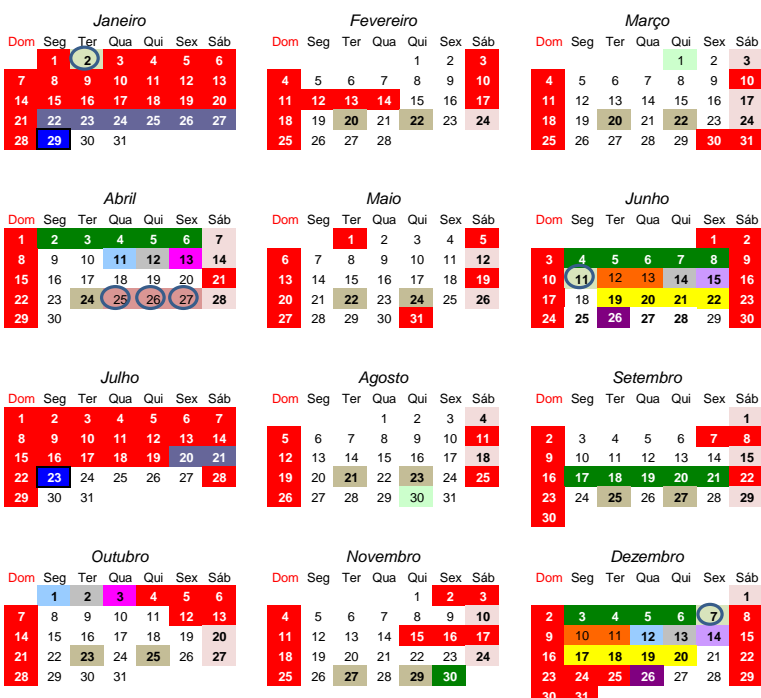 Janeiro
Dom Seg Ter Qua Qui Sex Sáb
1 2 3 4 5 6
7 8 9 10 11 12 13
14 15 16 17 18 19 20
21 22 23 24 25 26 27
28 29 30 31
Fevereiro
Dom Seg Ter Qua Qui Sex Sáb
1 2 3
4 5 6 7 8 9 10
11 12 13 14 15 16 17
18 19 20 21 22 23 24
25 26 27 28
Março
Dom Seg Ter Qua Qui Sex Sáb
1 2 3
4 5 6 7 8 9 10
11 12 13 14 15 16 17
18 19 20 21 22 23 24
25 26 27 28 29 30 31
Abril
Dom Seg Ter Qua Qui Sex Sáb
1 2 3 4 5 6 7
8 9 10 11 12 13 14
15 16 17 18 19 20 21
22 23 24 25 26 27 28
29 30
Maio
Dom Seg Ter Qua Qui Sex Sáb
1 2 3 4 5
6 7 8 9 10 11 12
13 14 15 16 17 18 19
20 21 22 23 24 25 26
27 28 29 30 31
Junho
Dom Seg Ter Qua Qui Sex Sáb
1 2
3 4 5 6 7 8 9
10 11 12 13 14 15 16
17 18 19 20 21 22 23
24 25 26 27 28 29 30
Julho
Dom Seg Ter Qua Qui Sex Sáb
1 2 3 4 5 6 7
8 9 10 11 12 13 14
15 16 17 18 19 20 21
22 23 24 25 26 27 28
29 30 31
Agosto
Dom Seg Ter Qua Qui Sex Sáb
1 2 3 4
5 6 7 8 9 10 11
12 13 14 15 16 17 18
19 20 21 22 23 24 25
26 27 28 29 30 31
Setembro
Dom Seg Ter Qua Qui Sex Sáb
1
2 3 4 5 6 7 8
9 10 11 12 13 14 15
16 17 18 19 20 21 22
23 24 25 26 27 28 29
30
Outubro
Dom Seg Ter Qua Qui Sex Sáb
1 2 3 4 5 6
7 8 9 10 11 12 13
14 15 16 17 18 19 20
21 22 23 24 25 26 27
28 29 30 31
Novembro
Dom Seg Ter Qua Qui Sex Sáb
1 2 3
4 5 6 7 8 9 10
11 12 13 14 15 16 17
18 19 20 21 22 23 24
25 26 27 28 29 30
Dezembro
Dom Seg Ter Qua Qui Sex Sáb
1
2 3 4 5 6 7 8
9 10 11 12 13 14 15
16 17 18 19 20 21 22
23 24 25 26 27 28 29
30 31